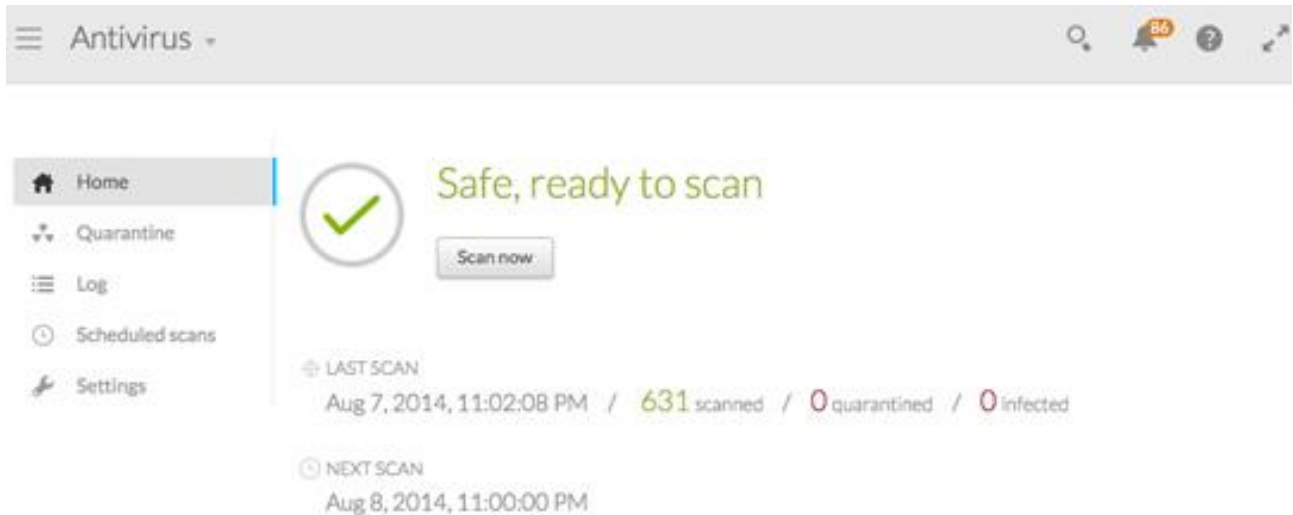 Antivirus
86
Home
Quarantine
Log
Scheduled scans
Settings
Safe, ready to scan
Scan now
LAST SCAN
Aug 7, 2014, 11:02:08 PM / 631 scanned / 0 quarantined / 0 infected
NEXT SCAN
Aug 8, 2014, 11:00:00 PM